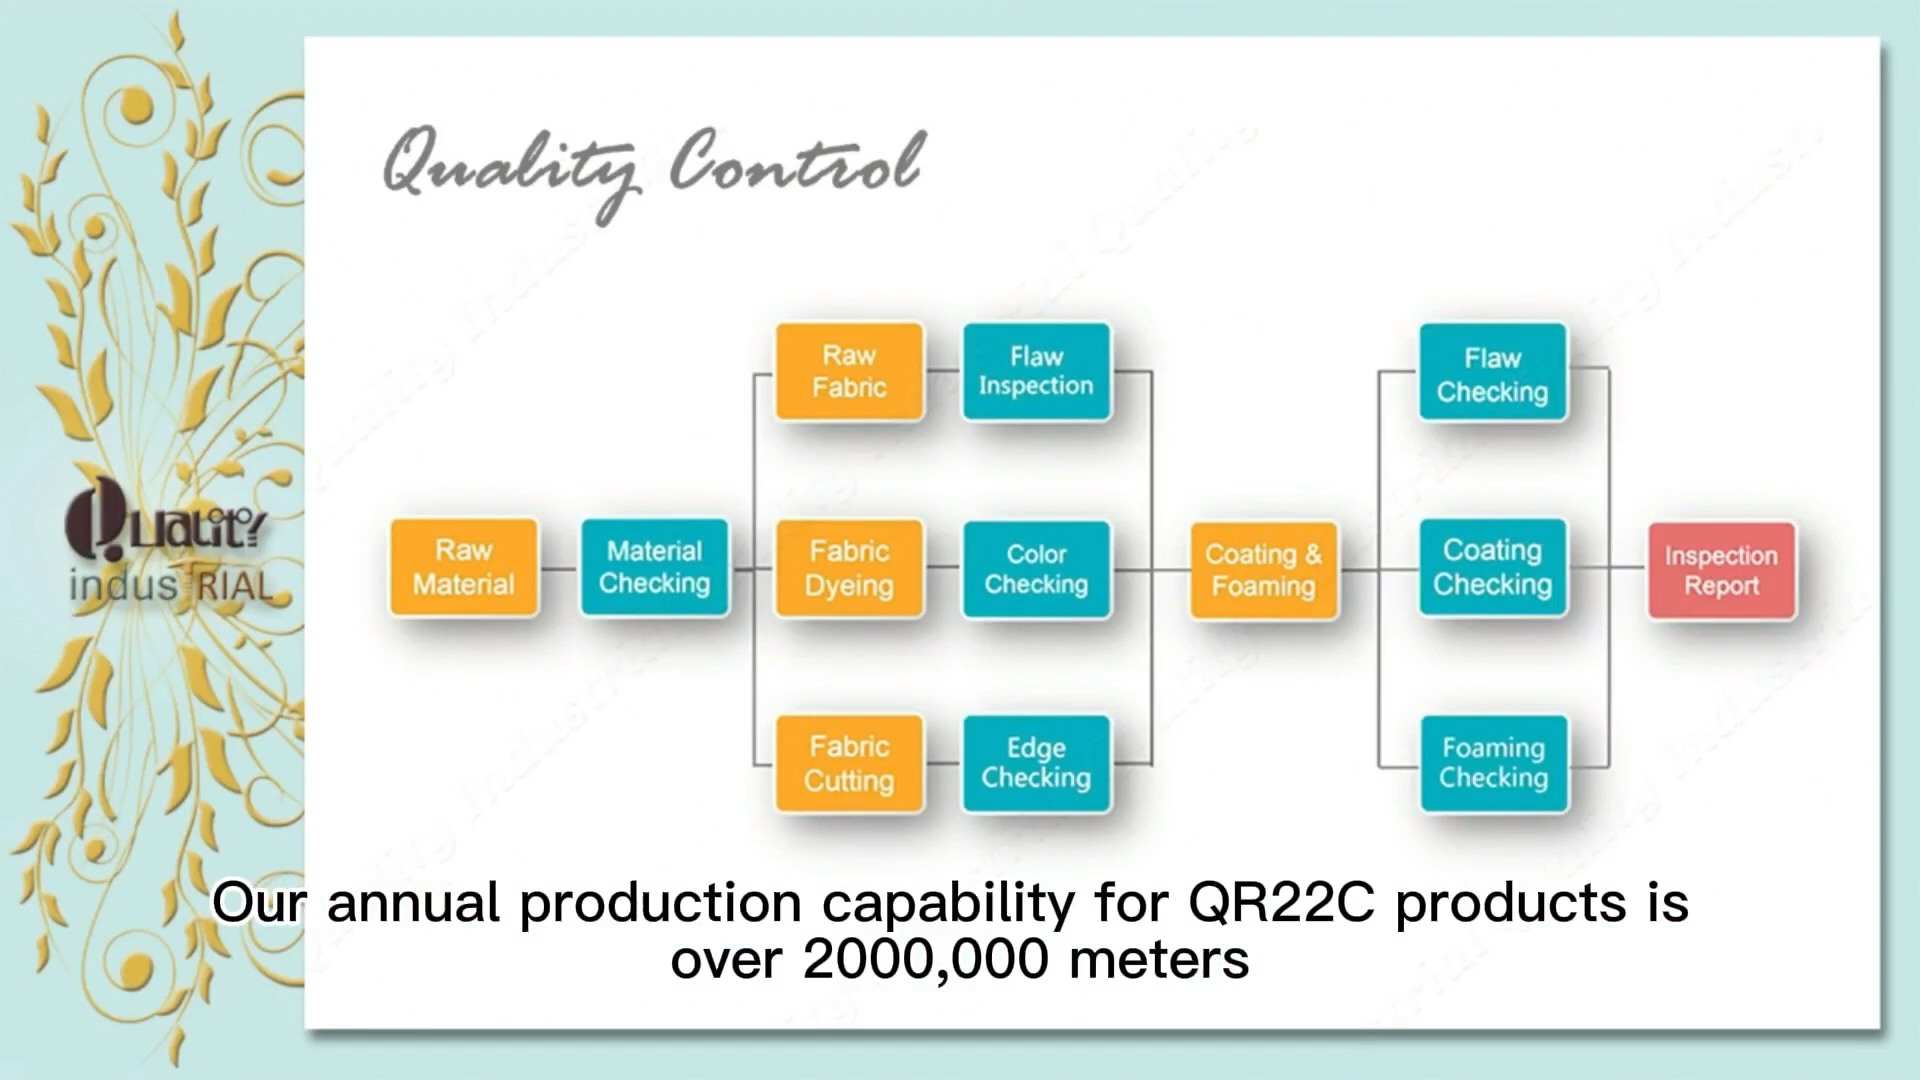 Quality Control
Raw
Fabric
Flaw
Inspection
Flaw
Checking
Raw
Material
Material
Checking
Fabric
Dyeing
Color
Checking
Coating &
Foaming
Coating
Checking
Inspection
Report
Fabric
Cutting
Edge
Checking
Foaming
Checking
Quality
indusTRIAL
Our annual production capability for QR22C products is
over 2000,000 meters